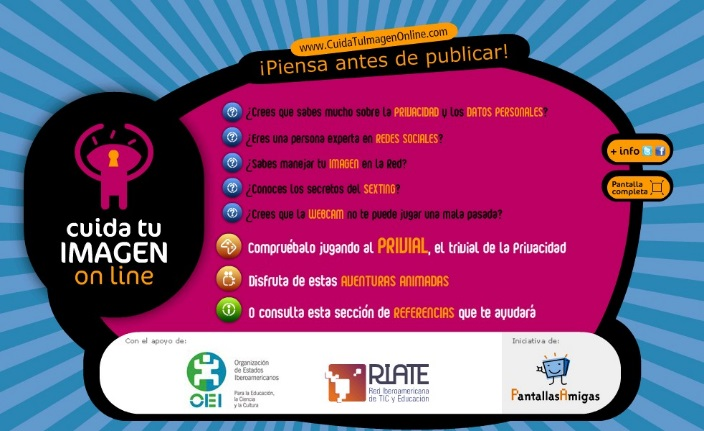 www.CuidaTuImagenOnline.com
¡Piensa antes de publicar!
cuida tu
IMAGEN
on line
¿Crees que sabes mucho sobre la PRIVACIDAD y los DATOS PERSONALES?
¿Eres una persona experta en REDES SOCIALES?
¿Sabes manejar tu IMAGEN en la Red?
¿Conoces los secretos del SEXTING?
¿Crees que la WEBCAM no te puede jugar una mala pasada?
Compruébalo jugando al PRIVIAL, el trivial de la Privacidad
Disfruta de estas AVENTURAS ANIMADAS
O consulta esta sección de REFERENCIAS que te ayudará
+ info
Pantalla
completa
Con el apoyo de:
OEI
Organización
de Estados
Iberoamericanos
Para la Educación,
la Ciencia
y la Cultura
RIATE
Red Iberoamericana
de TIC y Educación
Iniciativa de:
PantallasAmigas